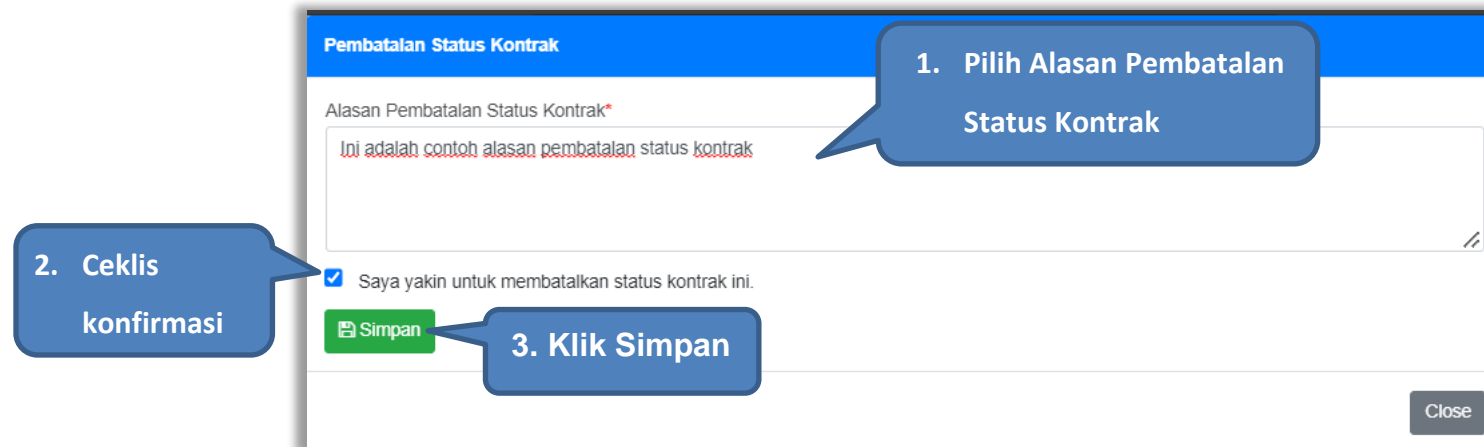 Pembatalan Status Kontrak
1. Pilih Alasan Pembatalan
Status Kontrak
Alasan Pembatalan Status Kontrak*
Ini adalah contoh alasan pembatalan status kontrak
2. Ceklis
konfirmasi
Saya yakin untuk membatalkan status kontrak ini.
Simpan
3. Klik Simpan
Close